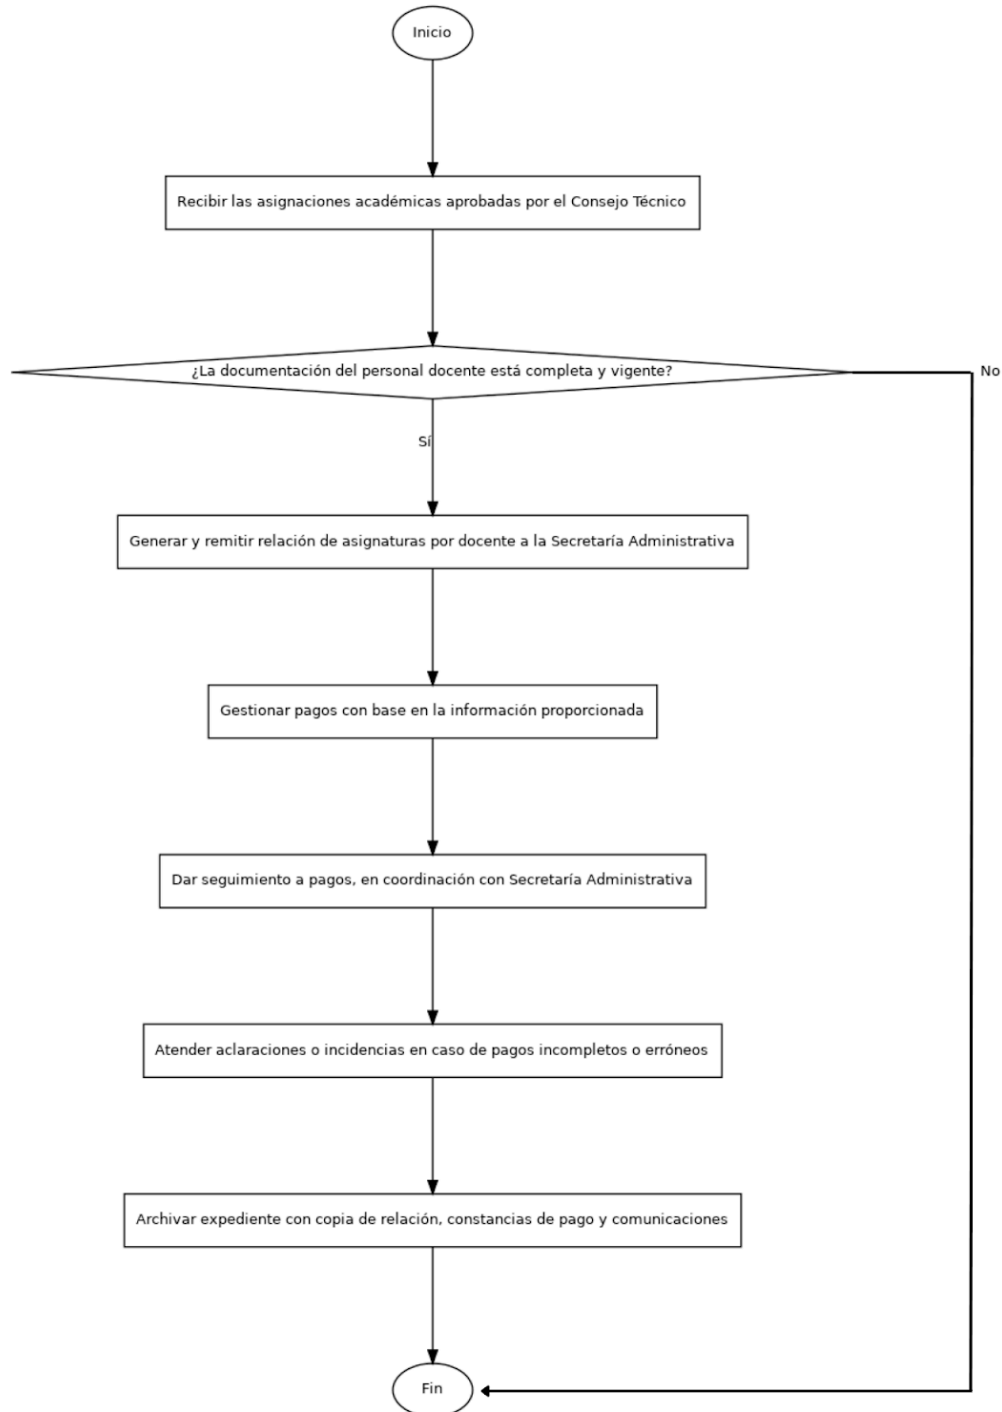 Inicio
Recibir las asignaciones académicas aprobadas por el Consejo Técnico
¿La documentación del personal docente está completa y vigente?
No
Sí
Generar y remitir relación de asignaturas por docente a la Secretaría Administrativa
Gestionar pagos con base en la información proporcionada
Dar seguimiento a pagos, en coordinación con Secretaría Administrativa
Atender aclaraciones o incidencias en caso de pagos incompletos o erróneos
Archivar expediente con copia de relación, constancias de pago y comunicaciones
Fin